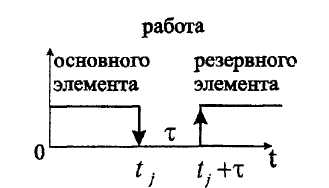 работа
основного резервного
элемента элемента
τ
0 t
t_j t_j+τ